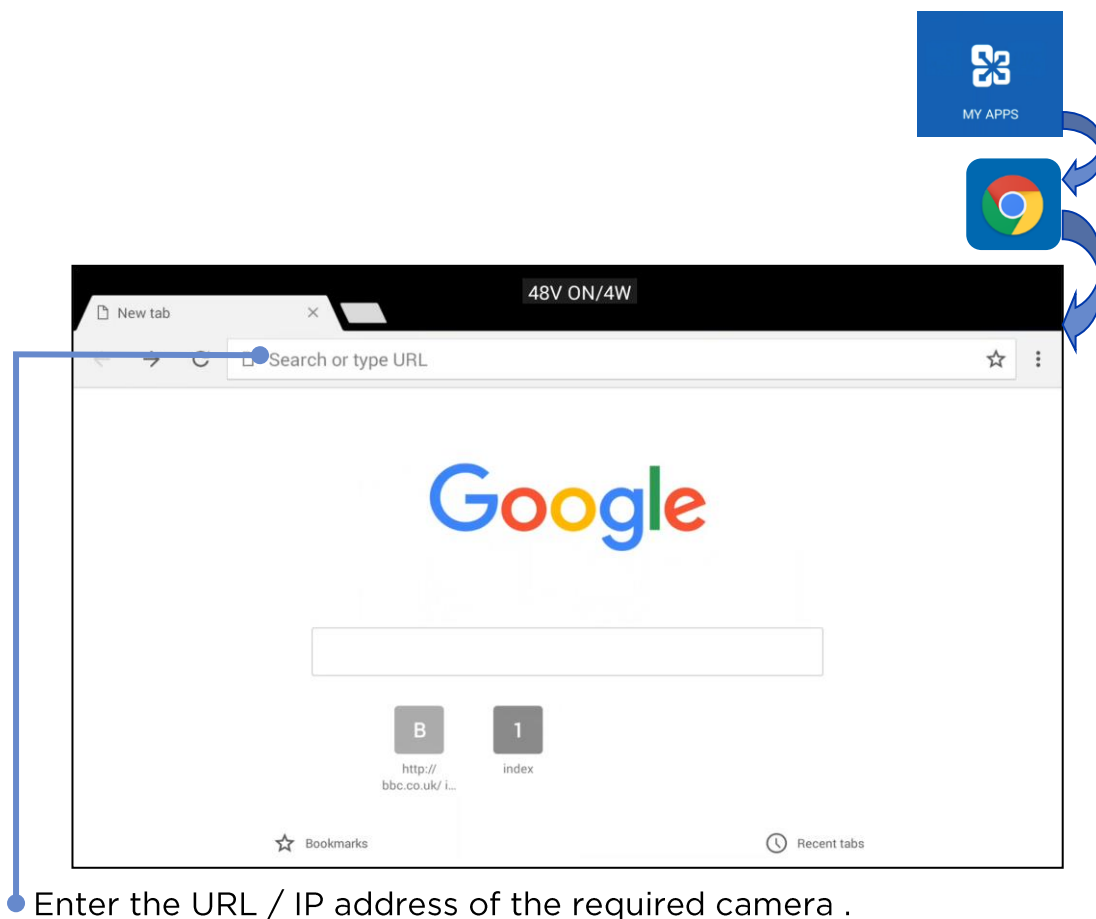 MY APPS
48V ON/4W
New tab
Search or type URL
Google
B
1
http://
bbc.co.uk/ i...
index
Bookmarks
Recent tabs
Enter the URL / IP address of the required camera .